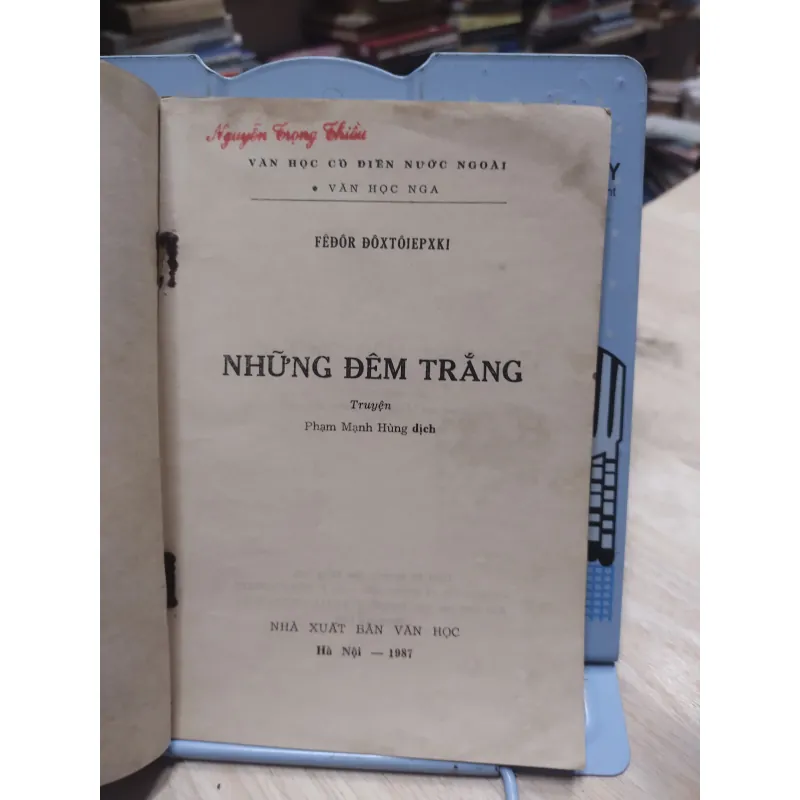 Nguyễn Trọng Thiều
VĂN HỌC CỔ ĐIỂN NƯỚC NGOÀI
• VĂN HỌC NGA
FÊĐÔR ĐÔXTÔIEPXKI
NHỮNG ĐÊM TRẮNG
Truyện
Phạm Mạnh Hùng dịch
NHÀ XUẤT BẢN VĂN HỌC
Hà Nội — 1987